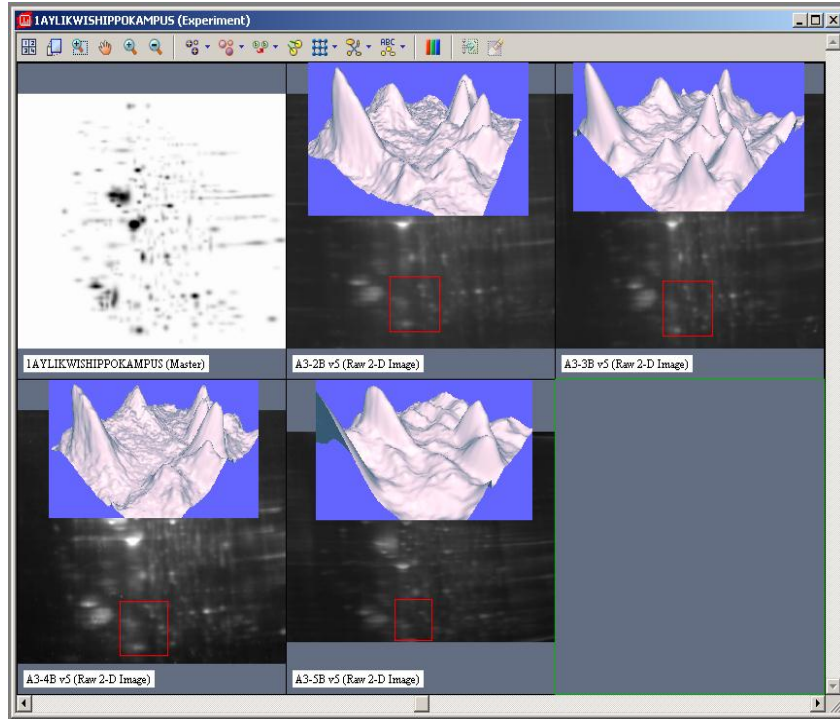 1AYLIKWISHIPPOKAMPUS (Experiment)
1AYLIKWISHIPPOKAMPUS (Master)
A3-2B v5 (Raw 2-D Image)
A3-3B v5 (Raw 2-D Image)
A3-4B v5 (Raw 2-D Image)
A3-5B v5 (Raw 2-D Image)